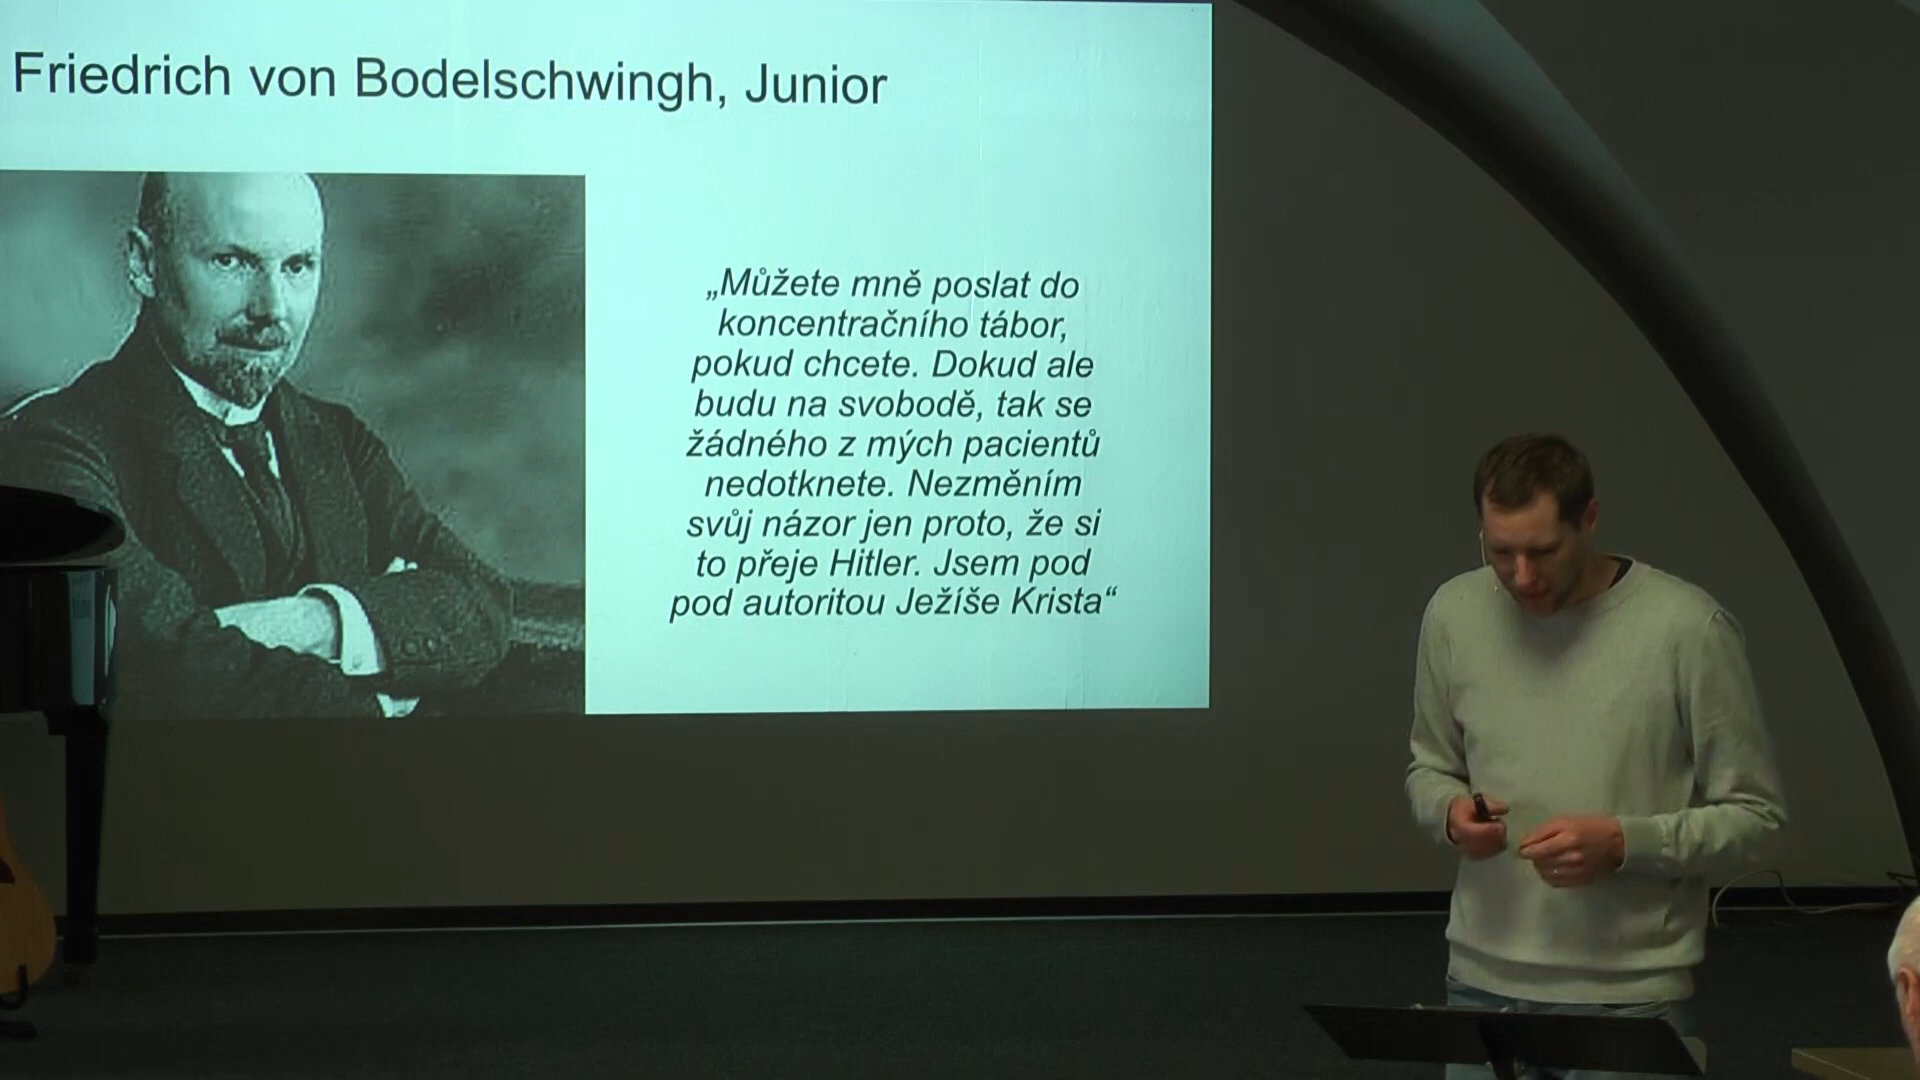 Friedrich von Bodelschwingh, Junior
„Můžete mně poslat do
koncentračního tábor,
pokud chcete. Dokud ale
budu na svobodě, tak se
žádného z mých pacientů
nedotknete. Nezměním
svůj názor jen proto, že si
to přeje Hitler. Jsem pod
pod autoritou Ježíše Krista“